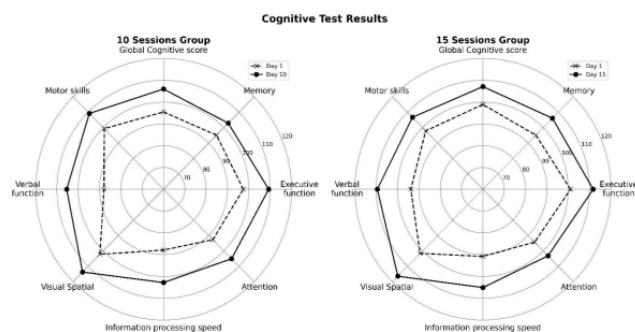 Cognitive Test Results
10 Sessions Group
Global Cognitive score
Day 1
Day 10
Motor skills
Memory
120
110
100
90
80
70
Verbal
function
Executive
function
Visual Spatial
Attention
Information processing speed
15 Sessions Group
Global Cognitive score
Day 1
Day 15
Motor skills
Memory
120
110
100
90
80
70
Verbal
function
Executive
function
Visual Spatial
Attention
Information processing speed